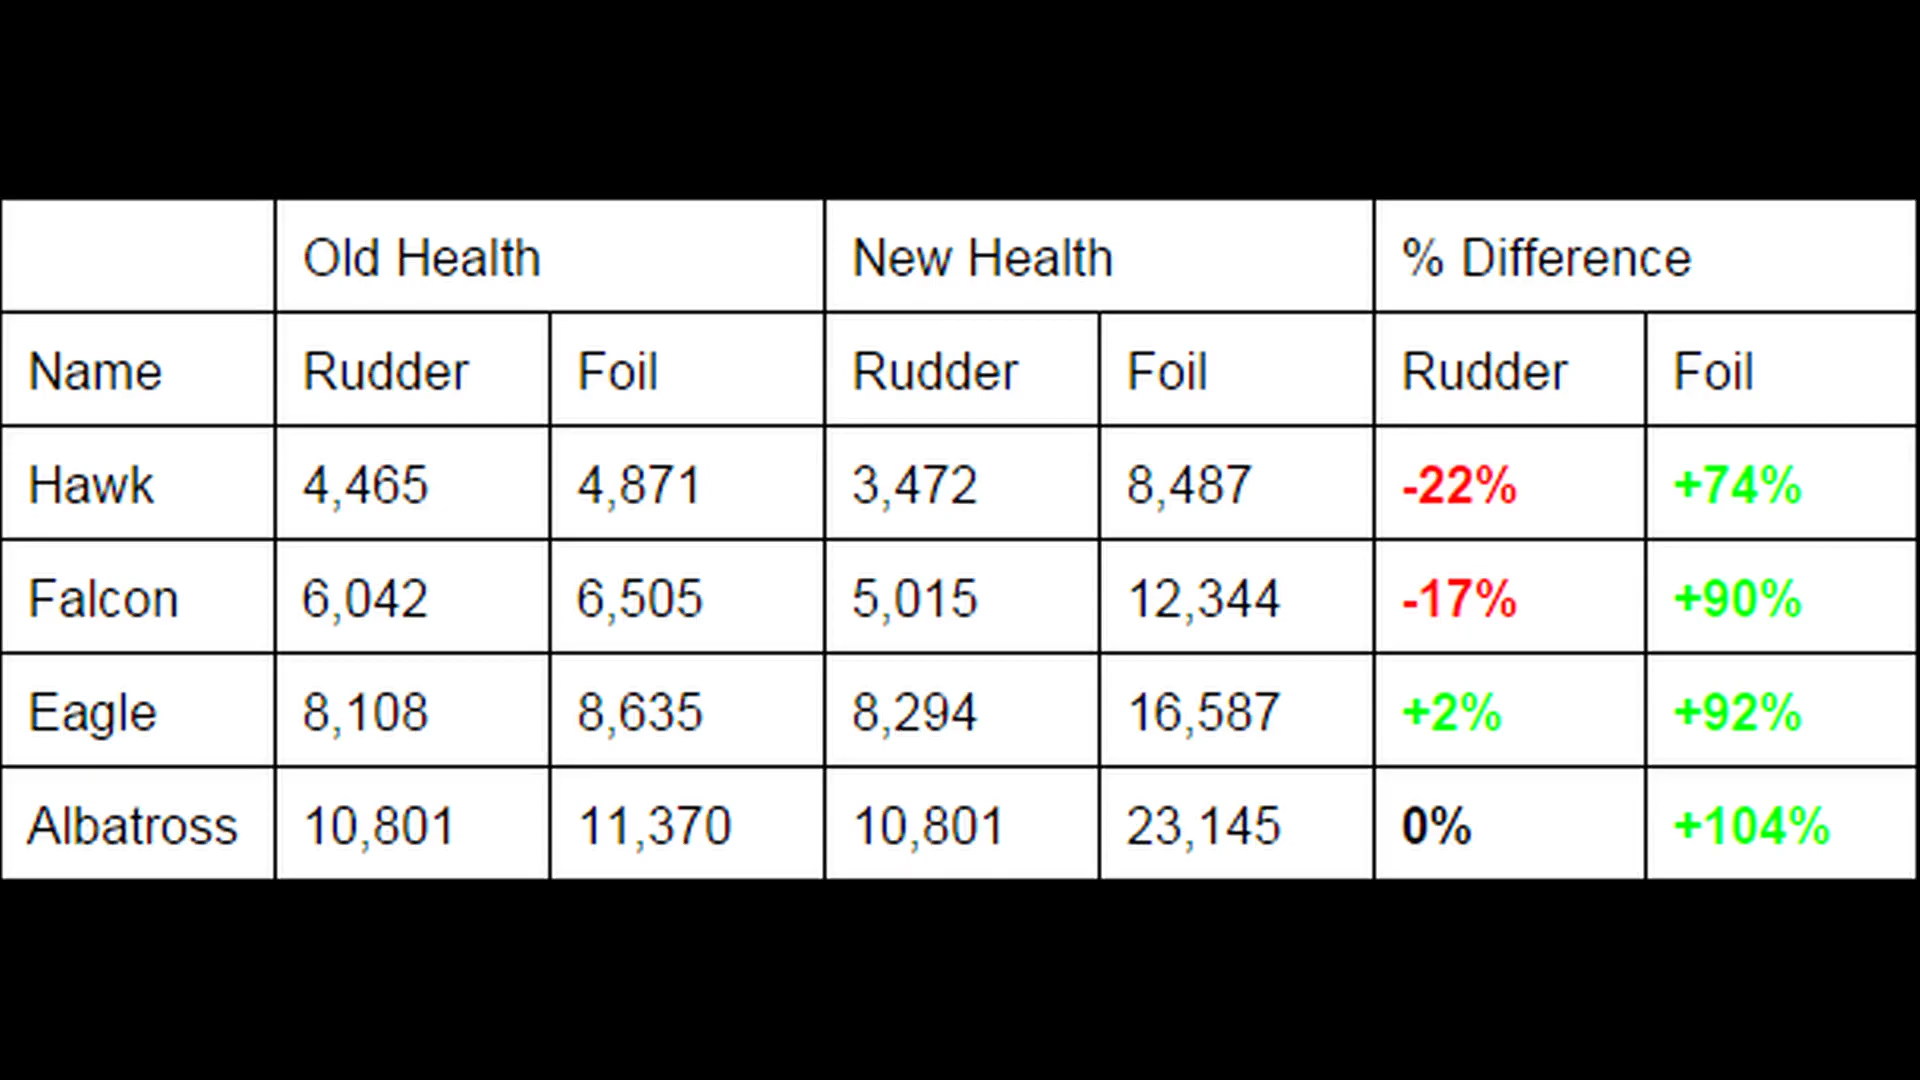 Old Health New Health % Difference
Name Rudder Foil Rudder Foil Rudder Foil
Hawk 4,465 4,871 3,472 8,487 -22% +74%
Falcon 6,042 6,505 5,015 12,344 -17% +90%
Eagle 8,108 8,635 8,294 16,587 +2% +92%
Albatross 10,801 11,370 10,801 23,145 0% +104%